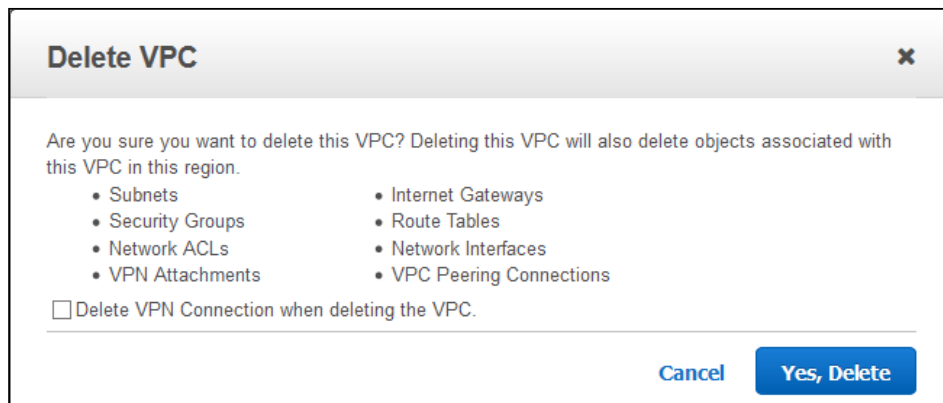 Delete VPC
Are you sure you want to delete this VPC? Deleting this VPC will also delete objects associated with
this VPC in this region.
• Subnets
• Security Groups
• Network ACLs
• VPN Attachments
• Internet Gateways
• Route Tables
• Network Interfaces
• VPC Peering Connections
Delete VPN Connection when deleting the VPC.
Cancel
Yes, Delete